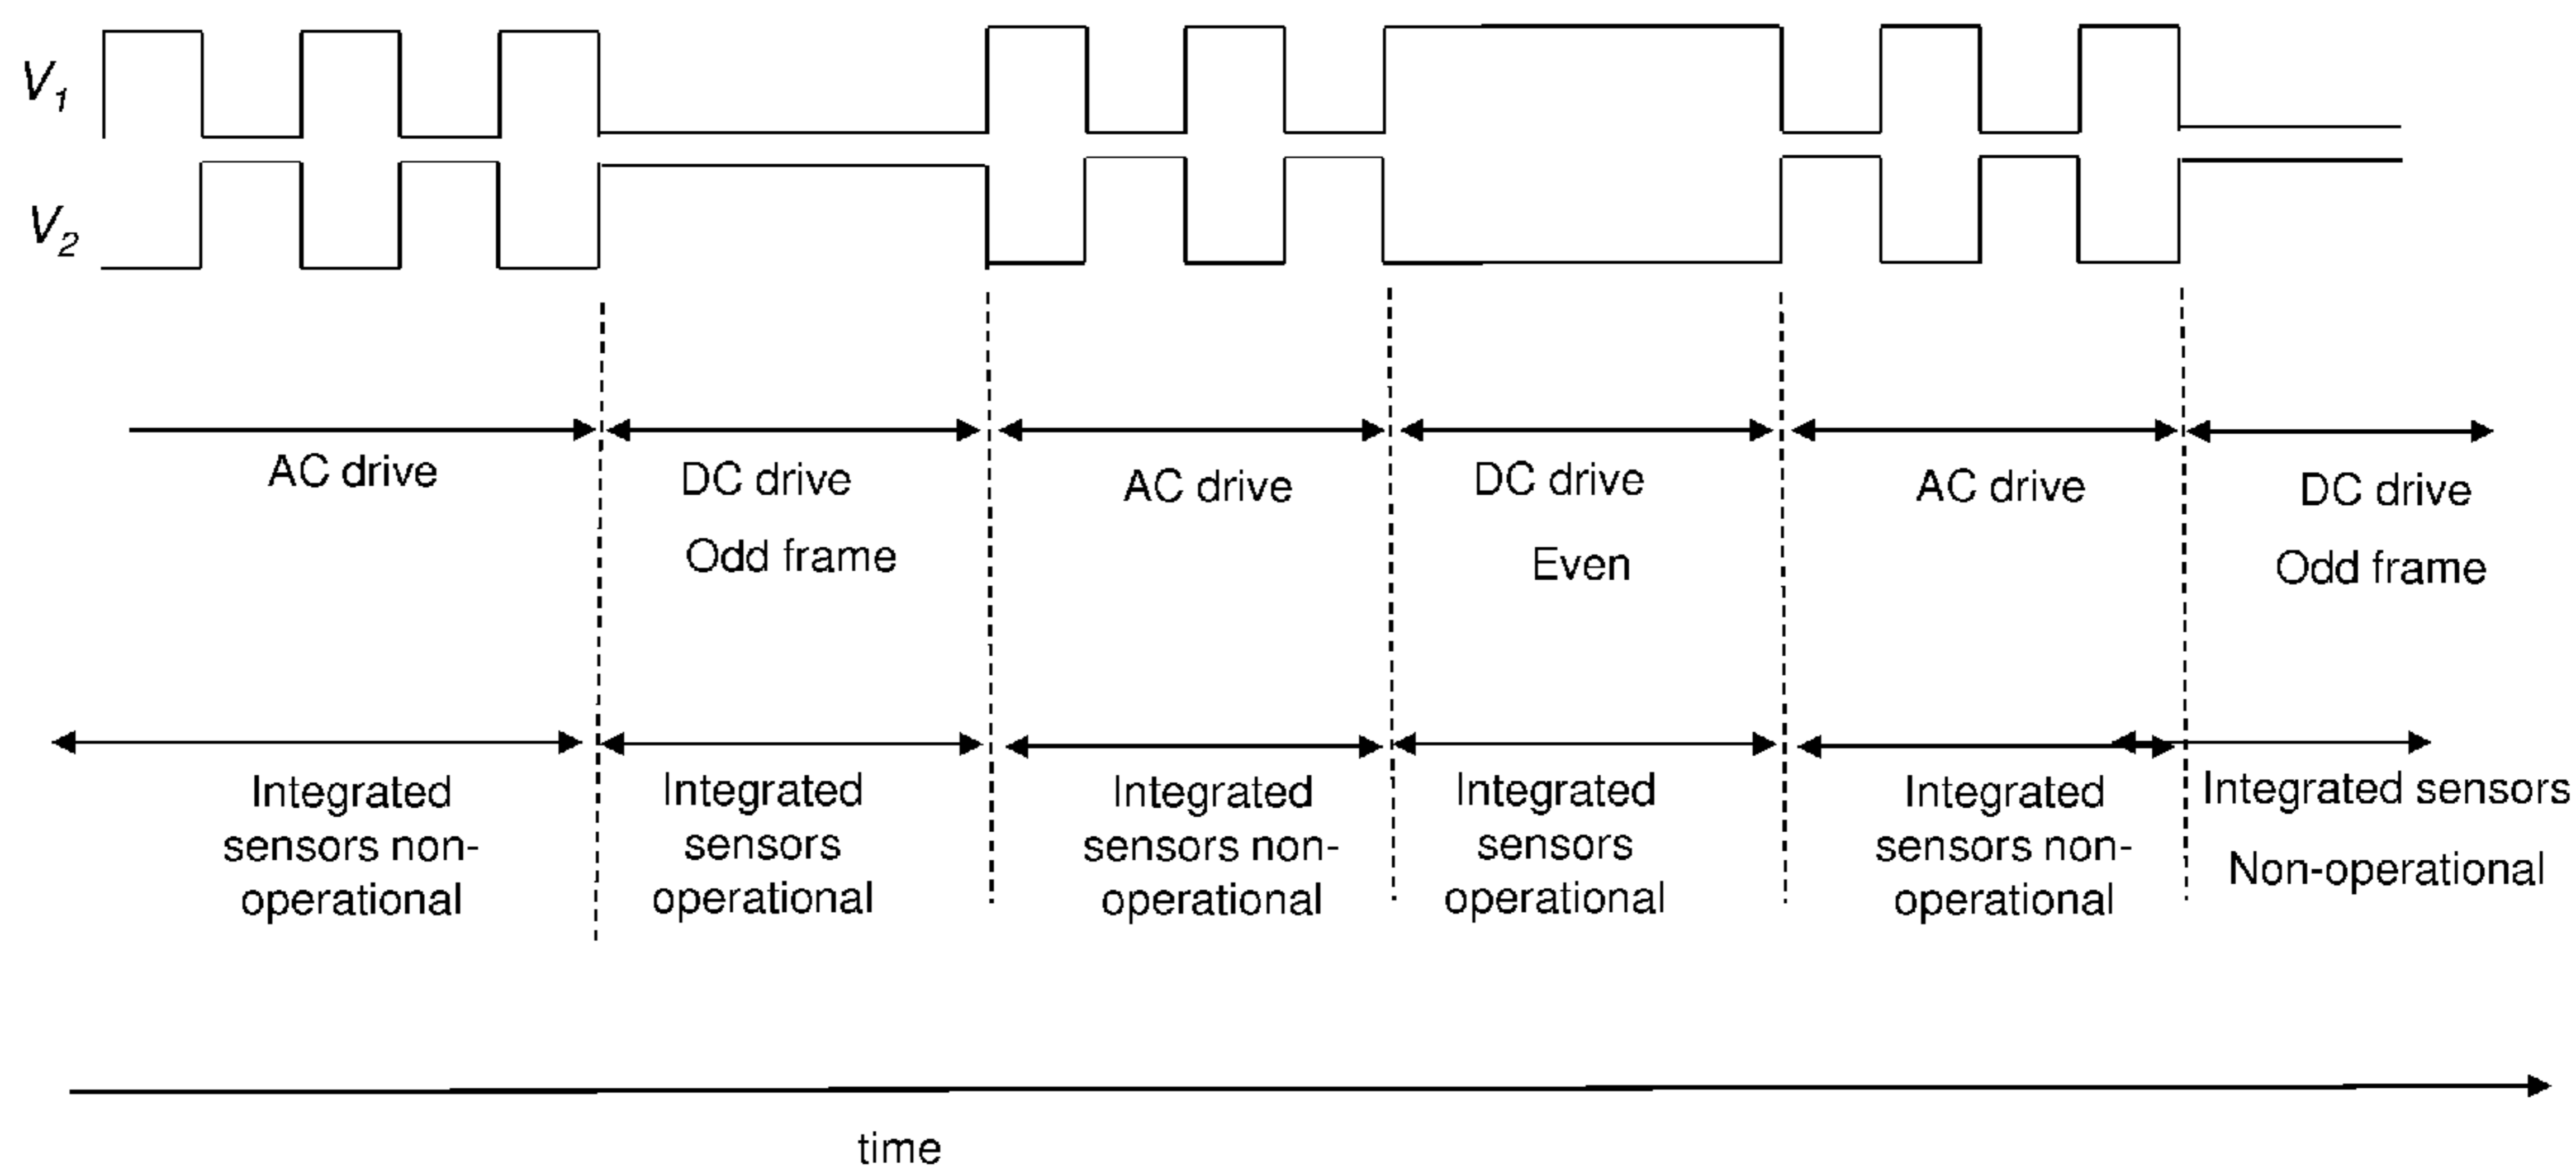 V1
V2
AC drive
DC drive
Odd frame
AC drive
DC drive
Even
AC drive
DC drive
Odd frame
Integrated
sensors non-
operational
Integrated
sensors
operational
Integrated
sensors non-
operational
Integrated
sensors
operational
Integrated
sensors non-
operational
Integrated sensors
Non-operational
time